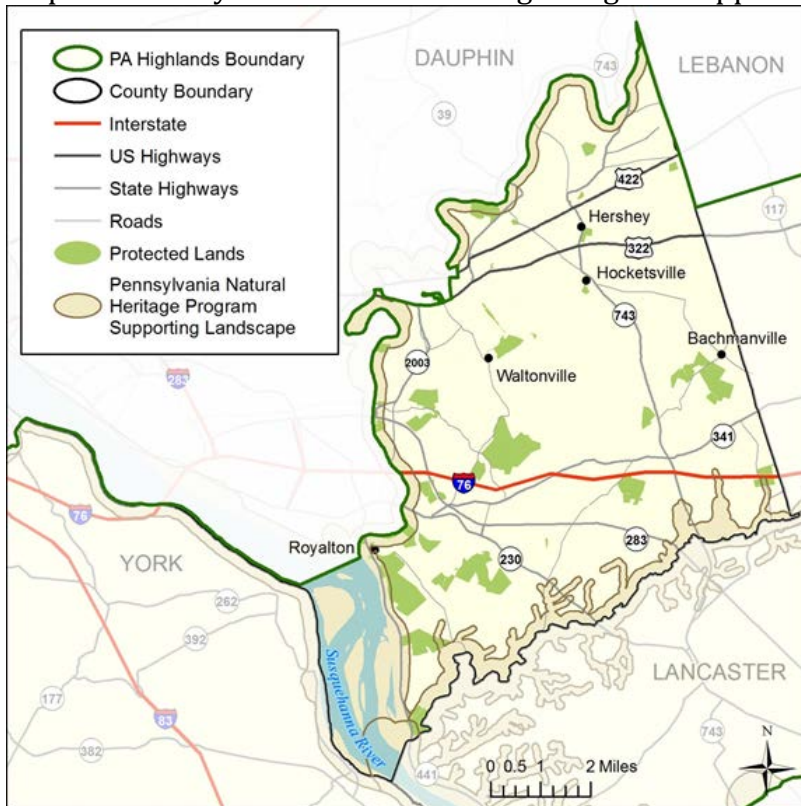 PA Highlands Boundary
County Boundary
Interstate
US Highways
State Highways
Roads
Protected Lands
Pennsylvania Natural
Heritage Program
Supporting Landscape
DAUPHIN
743
LEBANON
39
422
Hershey
117
322
Hocketsville
743
Bachmanville
2003
Waltonville
283
341
76
76
Royalton
283
YORK
230
262
392
LANCASTER
Susquehanna River
177
83
N
382
743
0 0.5 1 2 Miles
441